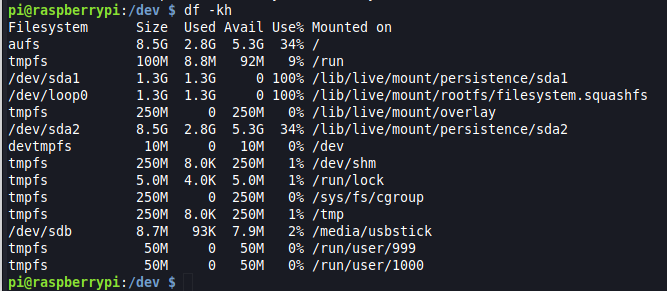 pi@raspberrypi:/dev $ df -kh
Filesystem Size Used Avail Use% Mounted on
aufs 8.5G 2.8G 5.3G 34% /
tmpfs 100M 8.8M 92M 9% /run
/dev/sda1 1.3G 1.3G 0 100% /lib/live/mount/persistence/sda1
/dev/loop0 1.3G 1.3G 0 100% /lib/live/mount/rootfs/filesystem.squashfs
tmpfs 250M 0 250M 0% /lib/live/mount/overlay
/dev/sda2 8.5G 2.8G 5.3G 34% /lib/live/mount/persistence/sda2
devtmpfs 10M 0 10M 0% /dev
tmpfs 250M 8.0K 250M 1% /dev/shm
tmpfs 5.0M 4.0K 5.0M 1% /run/lock
tmpfs 250M 0 250M 0% /sys/fs/cgroup
tmpfs 250M 8.0K 250M 1% /tmp
/dev/sdb 8.7M 93K 7.9M 2% /media/usbstick
tmpfs 50M 0 50M 0% /run/user/999
tmpfs 50M 0 50M 0% /run/user/1000
pi@raspberrypi:/dev $